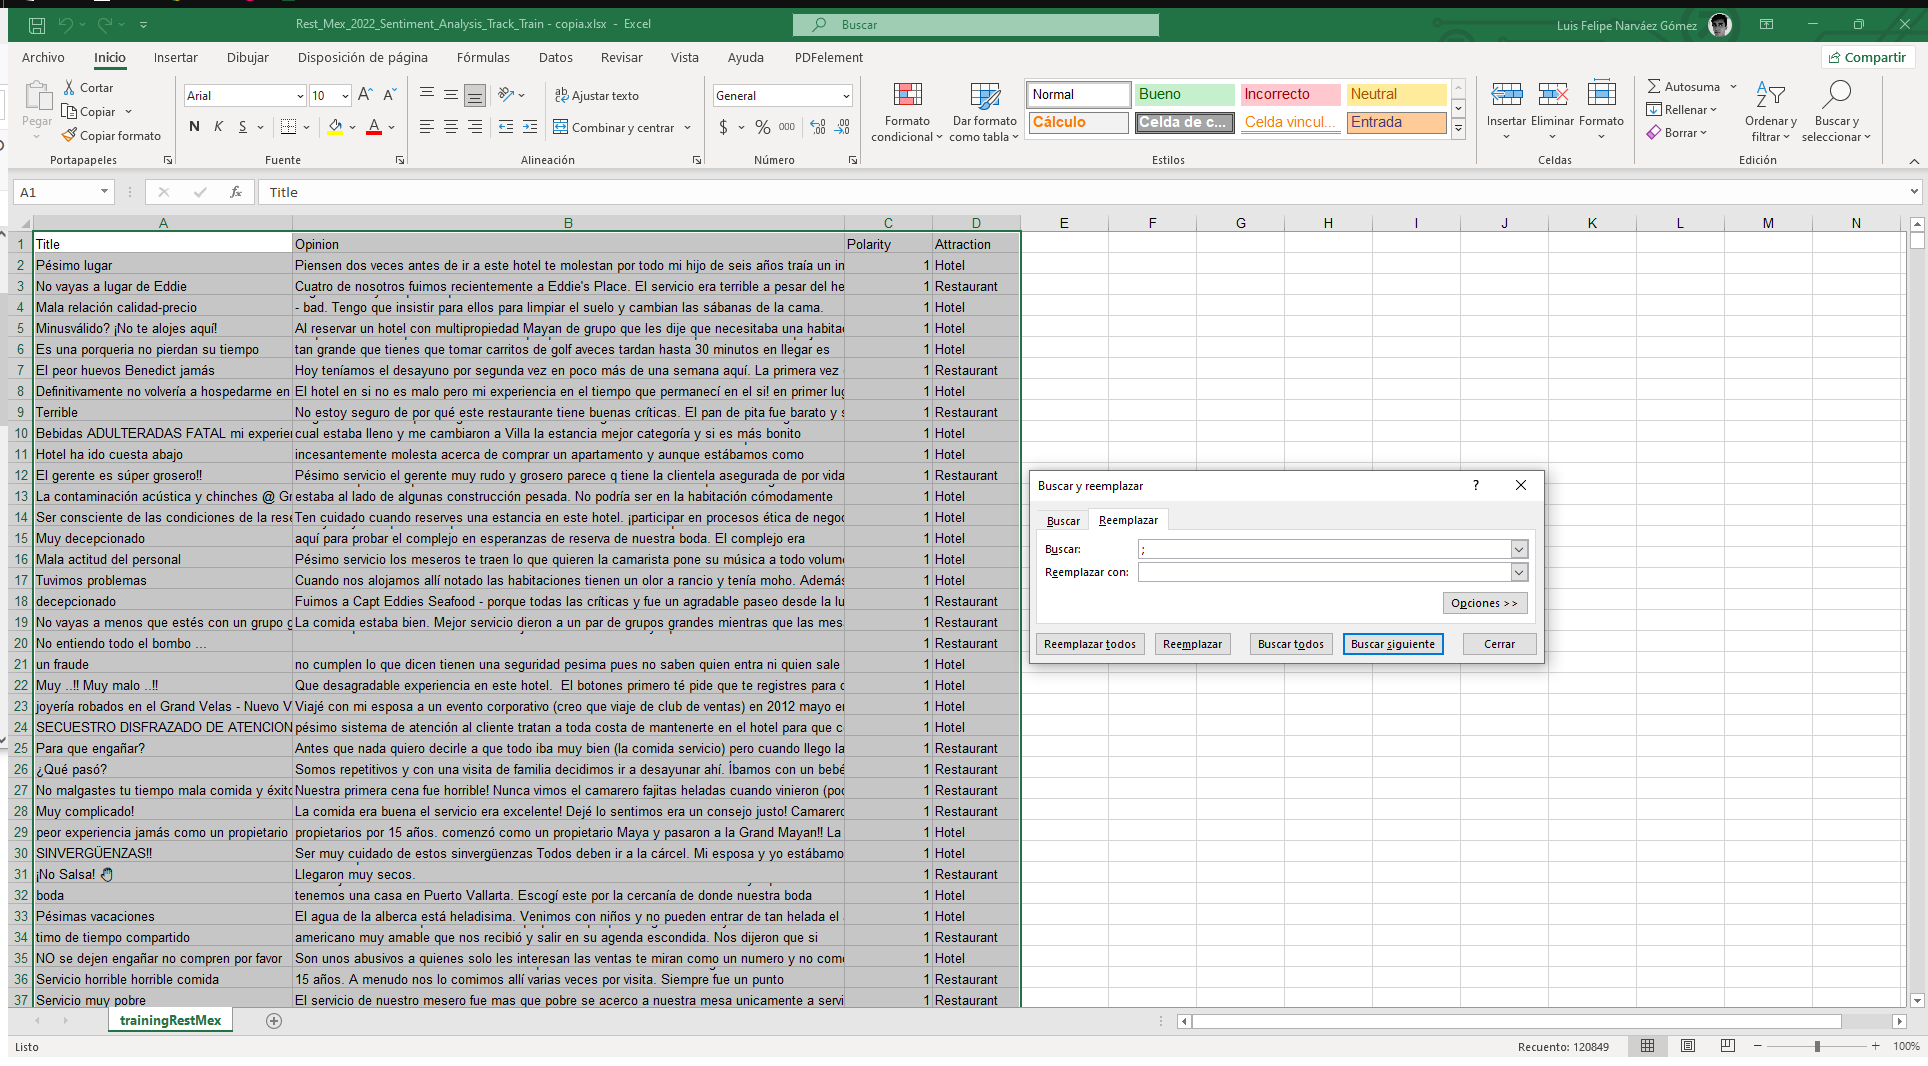 Rest_Mex_2022_Sentiment_Analysis_Track_Train - copia.xlsx - Excel
Buscar
Luis Felipe Narváez Gómez
Archivo Inicio Insertar Dibujar Disposición de página Fórmulas Datos Revisar Vista Ayuda PDFelement
Compartir
Pegar
Cortar
Copiar
Copiar formato
Portapapeles
Arial 10
N K S
Fuente
Ajustar texto
Combinar y centrar
Alineación
General
$ % 000
Número
Formato condicional
Dar formato como tabla
Normal Bueno Incorrecto Neutral
Cálculo Celda de c... Celda vincul... Entrada
Estilos
Insertar Eliminar Formato
Celdas
Autosuma
Rellenar
Borrar
Ordenar y filtrar
Buscar y seleccionar
Edición
A1 fx Title
A B C D E F G H I J K L M N
1 Title Opinion Polarity Attraction
2 Pésimo lugar Piensen dos veces antes de ir a este hotel te molestan por todo mi hijo de seis años traía un in 1 Hotel
3 No vayas a lugar de Eddie Cuatro de nosotros fuimos recientemente a Eddie's Place. El servicio era terrible a pesar del he 1 Restaurant
4 Mala relación calidad-precio - bad. Tengo que insistir para ellos para limpiar el suelo y cambian las sábanas de la cama. 1 Hotel
5 Minusválido? ¡No te alojes aquí! Al reservar un hotel con multipropiedad Mayan de grupo que les dije que necesitaba una habita 1 Hotel
6 Es una porqueria no pierdan su tiempo tan grande que tienes que tomar carritos de golf aveces tardan hasta 30 minutos en llegar es 1 Hotel
7 El peor huevos Benedict jamás Hoy teníamos el desayuno por segunda vez en poco más de una semana aquí. La primera vez 1 Restaurant
8 Definitivamente no volvería a hospedarme en El hotel en si no es malo pero mi experiencia en el tiempo que permanecí en el si! en primer lug 1 Hotel
9 Terrible No estoy seguro de por qué este restaurante tiene buenas críticas. El pan de pita fue barato y s 1 Restaurant
10 Bebidas ADULTERADAS FATAL mi experien cual estaba lleno y me cambiaron a Villa la estancia mejor categoría y si es más bonito 1 Hotel
11 Hotel ha ido cuesta abajo incesantemente molesta acerca de comprar un apartamento y aunque estábamos como 1 Hotel
12 El gerente es súper grosero!! Pésimo servicio el gerente muy rudo y grosero parece q tiene la clientela asegurada de por vida 1 Restaurant
13 La contaminación acústica y chinches @ Gr estaba al lado de algunas construcción pesada. No podría ser en la habitación cómodamente 1 Hotel
14 Ser consciente de las condiciones de la rese Ten cuidado cuando reserves una estancia en este hotel. ¡participar en procesos ética de negoc 1 Hotel
15 Muy decepcionado aquí para probar el complejo en esperanzas de reserva de nuestra boda. El complejo era 1 Hotel
16 Mala actitud del personal Pésimo servicio los meseros te traen lo que quieren la camarista pone su música a todo volume 1 Hotel
17 Tuvimos problemas Cuando nos alojamos allí notado las habitaciones tienen un olor a rancio y tenía moho. Además 1 Hotel
18 decepcionado Fuimos a Capt Eddies Seafood - porque todas las críticas y fue un agradable paseo desde la lu 1 Restaurant
19 No vayas a menos que estés con un grupo g La comida estaba bien. Mejor servicio dieron a un par de grupos grandes mientras que las mes 1 Restaurant
20 No entiendo todo el bombo ... 1 Restaurant
21 un fraude no cumplen lo que dicen tienen una seguridad pesima pues no saben quien entra ni quien sale 1 Hotel
22 Muy ..!! Muy malo ..!! Que desagradable experiencia en este hotel. El botones primero té pide que te registres para 1 Hotel
23 joyería robados en el Grand Velas - Nuevo V Viajé con mi esposa a un evento corporativo (creo que viaje de club de ventas) en 2012 mayo en 1 Hotel
24 SECUESTRO DISFRAZADO DE ATENCION pésimo sistema de atención al cliente tratan a toda costa de mantenerte en el hotel para que c 1 Hotel
25 Para que engañar? Antes que nada quiero decirle a que todo iba muy bien (la comida servicio) pero cuando llego la 1 Restaurant
26 ¿Qué pasó? Somos repetitivos y con una visita de familia decidimos ir a desayunar ahí. Íbamos con un bebé 1 Restaurant
27 No malgastes tu tiempo mala comida y éxito Nuestra primera cena fue horrible! Nunca vimos el camarero fajitas heladas cuando vinieron (poc 1 Restaurant
28 Muy complicado! La comida era buena el servicio era excelente! Dejé lo sentimos era un consejo justo! Camarero 1 Restaurant
29 peor experiencia jamás como un propietario propietarios por 15 años. comenzó como un propietario Maya y pasaron a la Grand Mayan!! La 1 Hotel
30 SINVERGÜENZAS!! Ser muy cuidado de estos sinvergüenzas Todos deben ir a la cárcel. Mi esposa y yo estábamo 1 Hotel
31 ¡No Salsa! Llegaron muy secos. 1 Restaurant
32 boda tenemos una casa en Puerto Vallarta. Escogí este por la cercanía de donde nuestra boda 1 Hotel
33 Pésimas vacaciones El agua de la alberca está heladisima. Venimos con niños y no pueden entrar de tan helada el 1 Hotel
34 timo de tiempo compartido americano muy amable que nos recibió y salir en su agenda escondida. Nos dijeron que si 1 Restaurant
35 NO se dejen engañar no compren por favor Son unos abusivos a quienes solo les interesan las ventas te miran como un numero y no com 1 Hotel
36 Servicio horrible horrible comida 15 años. A menudo nos lo comimos allí varias veces por visita. Siempre fue un punto 1 Restaurant
37 Servicio muy pobre El servicio de nuestro mesero fue mas que pobre se acerco a nuestra mesa unicamente a servi 1 Restaurant
Buscar y reemplazar ?
Buscar Reemplazar
Buscar: ;
Reemplazar con:
Opciones >>
Reemplazar todos Reemplazar Buscar todos Buscar siguiente Cerrar
trainingRestMex
Listo
Recuento: 120849
100%